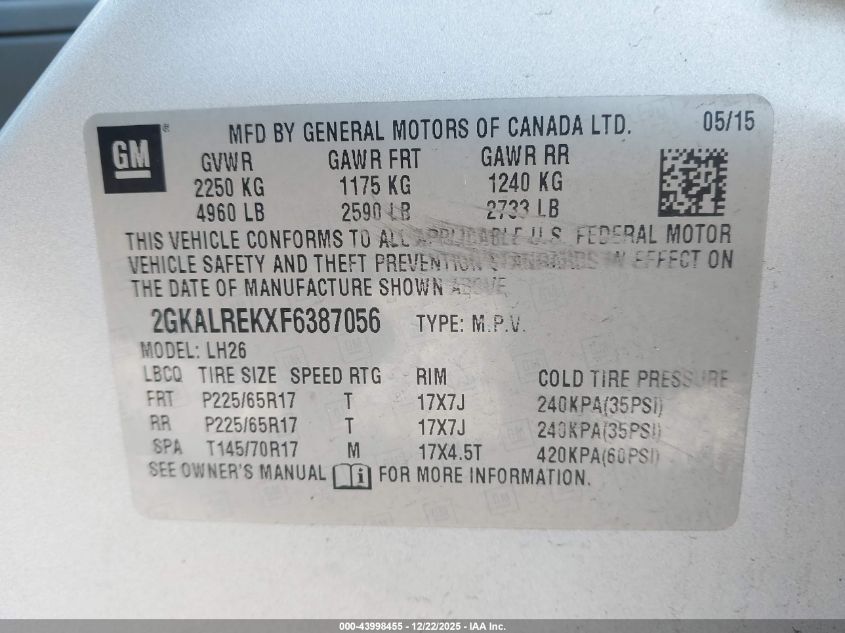 GM ® MFD BY GENERAL MOTORS OF CANADA LTD. 05/15
GVWR GAWR FRT GAWR RR
2250 KG 1175 KG 1240 KG
4960 LB 2590 LB 2733 LB
THIS VEHICLE CONFORMS TO ALL APPLICABLE U.S. FEDERAL MOTOR
VEHICLE SAFETY AND THEFT PREVENTION STANDARDS IN EFFECT ON
THE DATE OF MANUFACTURE SHOWN ABOVE
2GKALREKXF6387056 TYPE: M.P.V.
MODEL: LH26
LBCQ TIRE SIZE SPEED RTG RIM COLD TIRE PRESSURE
FRT P225/65R17 T 17X7J 240KPA(35PSI)
RR P225/65R17 T 17X7J 240KPA(35PSI)
SPA T145/70R17 M 17X4.5T 420KPA(60PSI)
SEE OWNER'S MANUAL i FOR MORE INFORMATION.
000-43998455 - 12/22/2025 - IAA Inc.